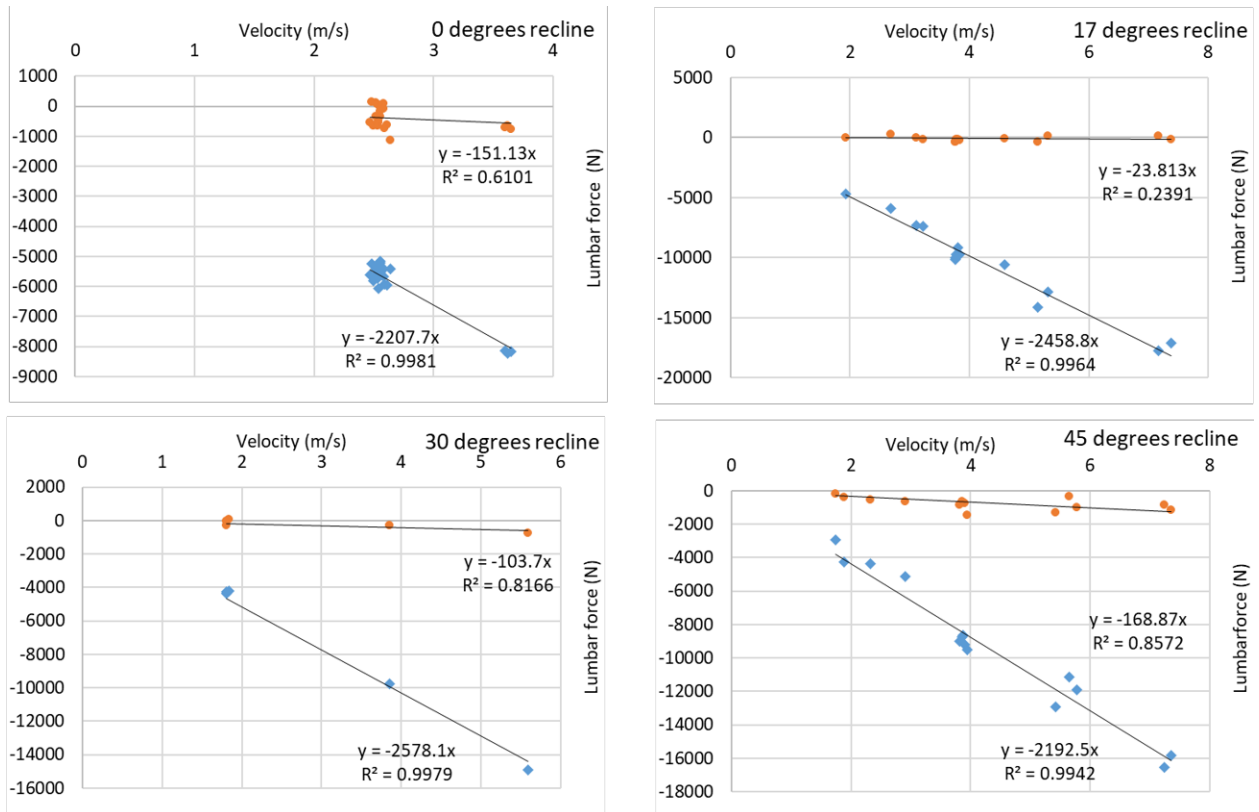 Velocity (m/s) 0 degrees recline
0 1 2 3 4
1000
0
-1000
-2000
-3000
-4000
-5000
-6000
-7000
-8000
-9000
y = -151.13x
R² = 0.6101
y = -2207.7x
R² = 0.9981
Lumbar force (N)
Velocity (m/s) 17 degrees recline
0 2 4 6 8
5000
0
-5000
-10000
-15000
-20000
y = -23.813x
R² = 0.2391
y = -2458.8x
R² = 0.9964
Velocity (m/s) 30 degrees recline
0 1 2 3 4 5 6
2000
0
-2000
-4000
-6000
-8000
-10000
-12000
-14000
-16000
y = -103.7x
R² = 0.8166
y = -2578.1x
R² = 0.9979
Lumbar force (N)
Velocity (m/s) 45 degrees recline
0 2 4 6 8
0
-2000
-4000
-6000
-8000
-10000
-12000
-14000
-16000
-18000
y = -168.87x
R² = 0.8572
y = -2192.5x
R² = 0.9942
Lumbar force (N)
Lumbarforce (N)